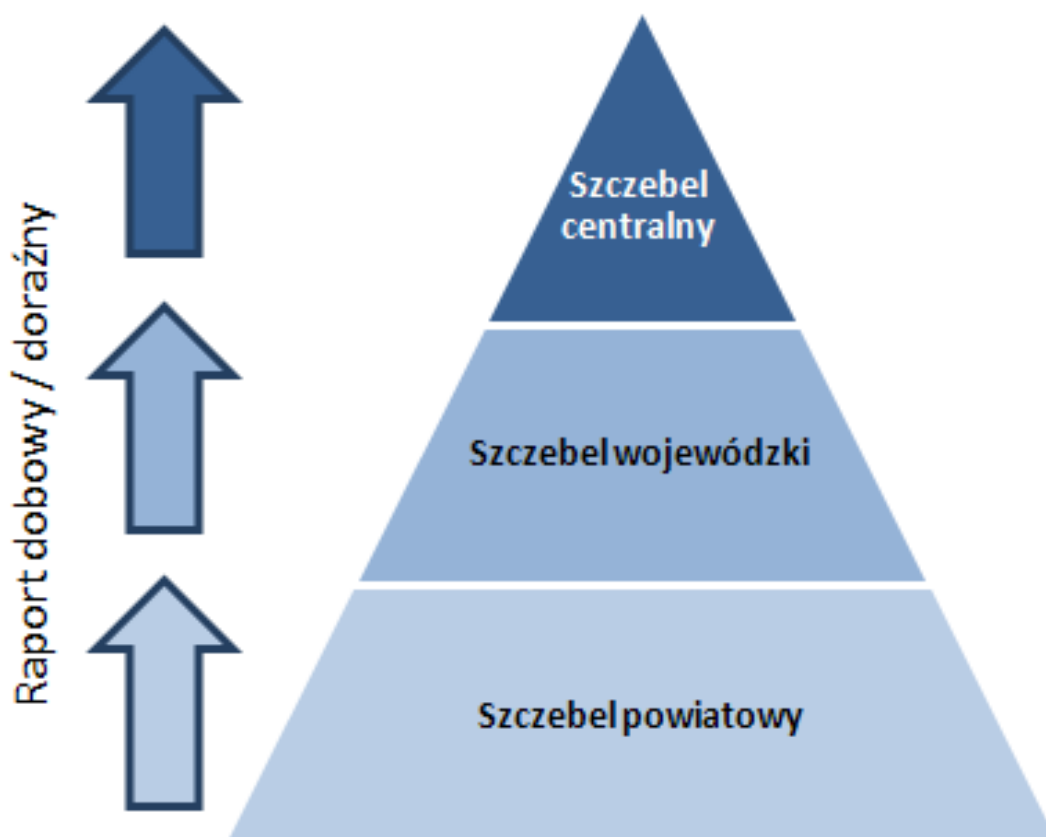 Raport dobowy / doraźny
Szczebel
centralny
Szczebel wojewódzki
Szczebel powiatowy